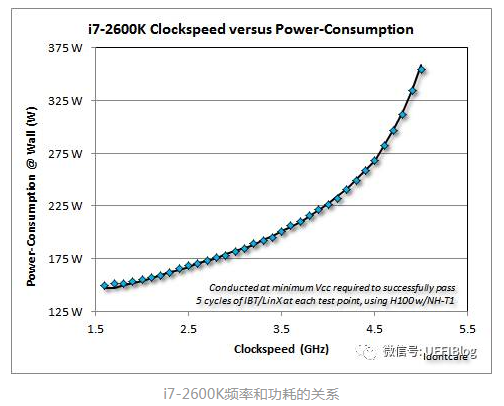 i7-2600K Clockspeed versus Power-Consumption
375 W
325 W
275 W
225 W
175 W
125 W
Power-Consumption @ Wall (W)
Conducted at minimum Vcc required to successfully pass
5 cycles of IBT/LinX at each test point, using H100 w/NH-T1
1.5
2.5
3.5
4.5
5.5
Clockspeed (GHz)
微信号: UEFIBlog
Idontcare
i7-2600K频率和功耗的关系